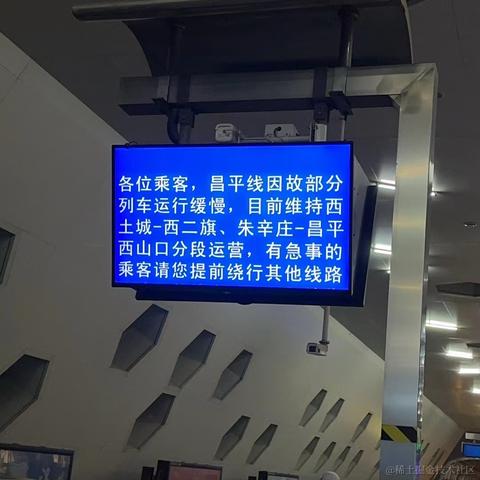 各位乘客，昌平线因故部分
列车运行缓慢，目前维持西
土城-西二旗、朱辛庄-昌平
西山口分段运营，有急事的
乘客请您提前绕行其他线路
@稀土掘金技术社区